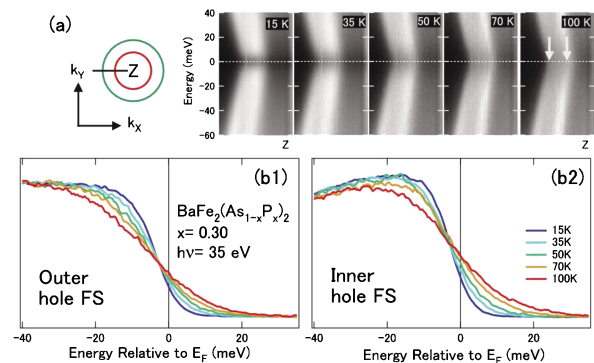 (a)
Z
k_Y
k_X
Energy (meV)
40
20
0
-20
-40
-60
15 K
35 K
50 K
70 K
100 K
Z
Z
(b1)
BaFe₂(As₁₋ₓPₓ)₂
x= 0.30
hν= 35 eV
Outer
hole FS
-40
-20
0
20
Energy Relative to E_F (meV)
(b2)
15K
35K
50K
70K
100K
Inner
hole FS
-40
-20
0
20
Energy Relative to E_F (meV)